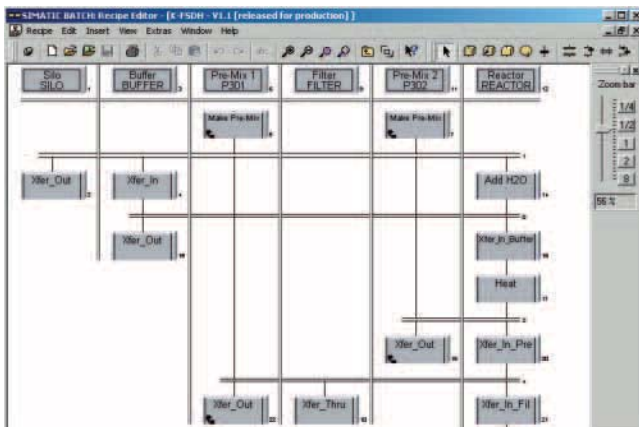 SIMATIC BATCH: Recipe Editor - [K-FSDH - V1.1 [released for production] ]
Recipe Edit Insert View Extras Window Help
Silo
SILO
Buffer
BUFFER
Pre-Mix 1
P301
Filter
FILTER
Pre-Mix 2
P302
Reactor
REACTOR
Zoom bar
1/4
1/2
1
2
8
56 %
Make Pre-Mix
Make Pre-Mix
Xfer_Out
Xfer_In
Add H2O
Xfer_Out
Xfer_In_Buffer
Heat
Xfer_Out
Xfer_In_Pre
Xfer_Out
Xfer_Thru
Xfer_In_Fil